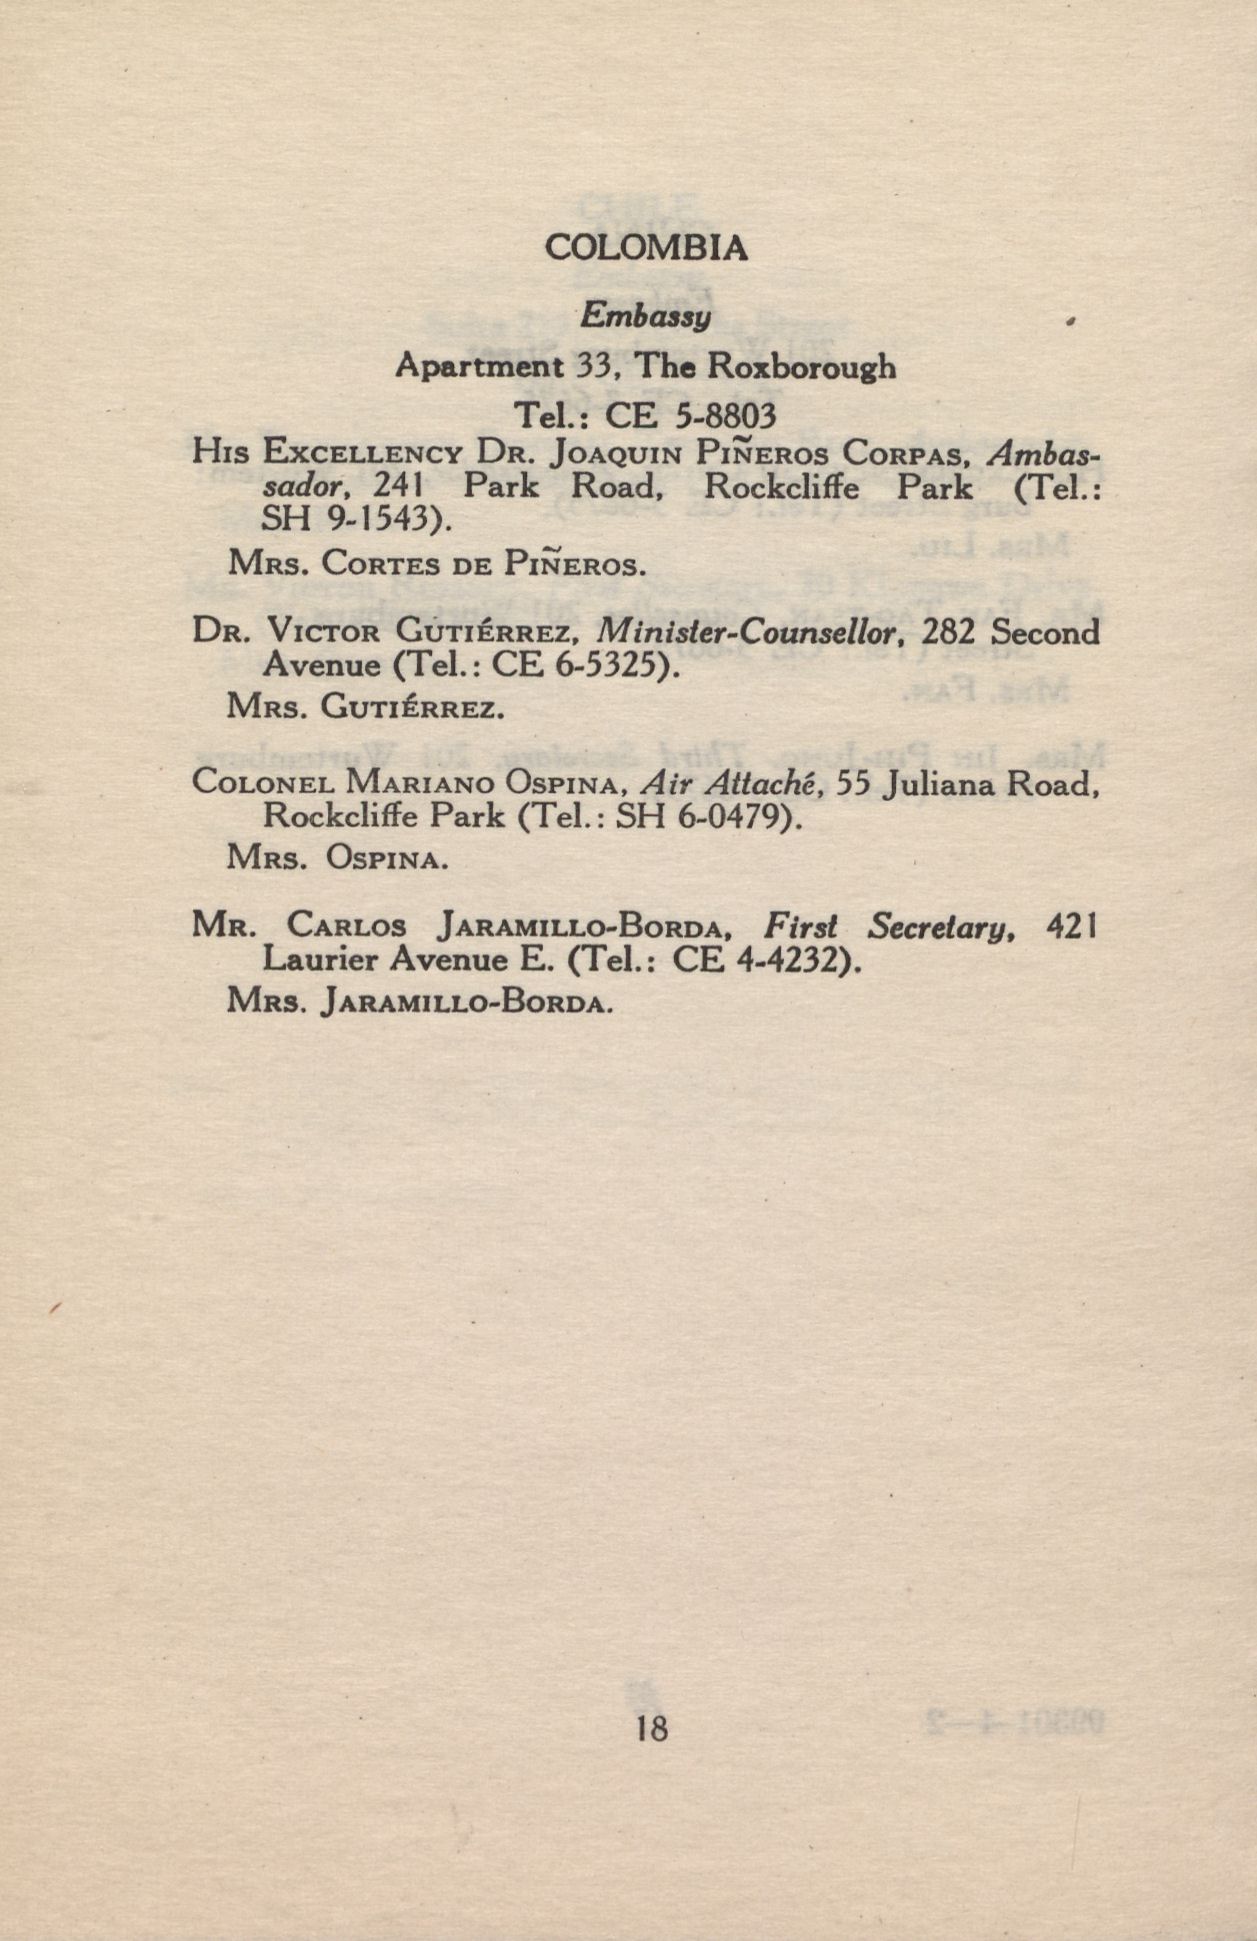 COLOMBIA
Embassy
Apartment 33, The Roxborough
Tel.: CE 5-8803
His Excellency Dr. Joaquin Piñeros Corpas, Ambas-
sador, 241 Park Road, Rockcliffe Park (Tel.:
SH 9-1543).
Mrs. Cortes de Piñeros.
Dr. Victor Gutiérrez, Minister-Counsellor, 282 Second
Avenue (Tel.: CE 6-5325).
Mrs. Gutiérrez.
Colonel Mariano Ospina, Air Attaché, 55 Juliana Road,
Rockcliffe Park (Tel.: SH 6-0479).
Mrs. Ospina.
Mr. Carlos Jaramillo-Borda, First Secretary, 421
Laurier Avenue E. (Tel.: CE 4-4232).
Mrs. Jaramillo-Borda.
18